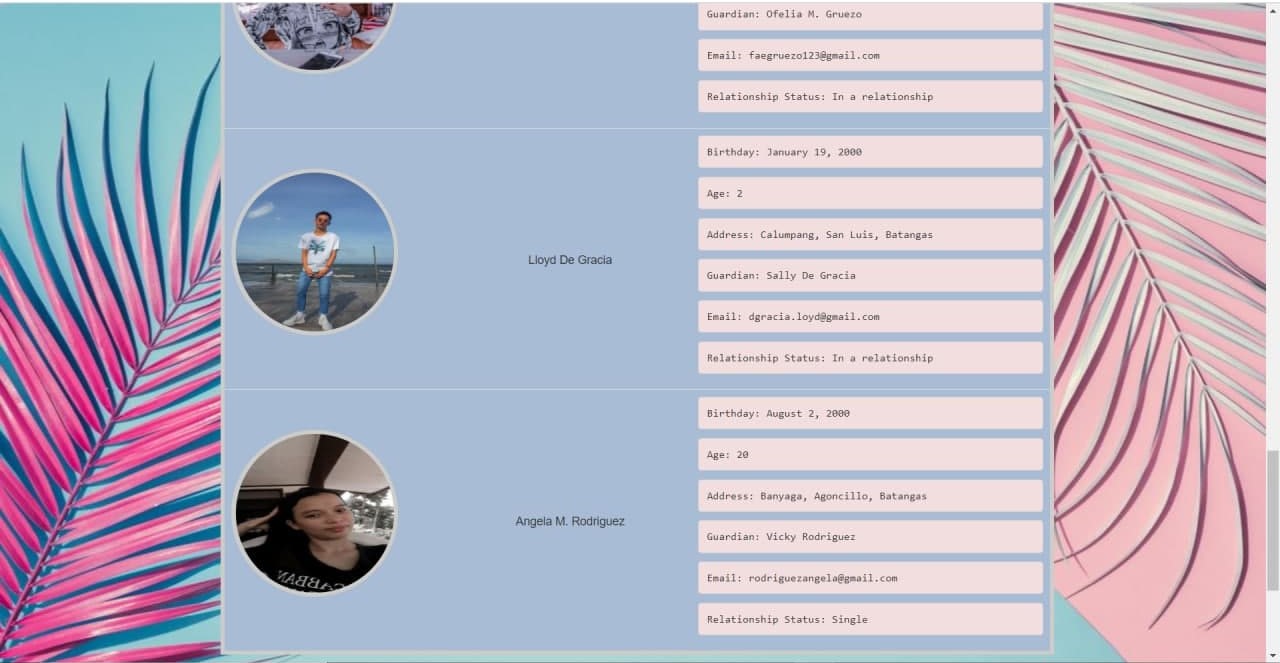 Guardian: Ofelia M. Gruezo
Email: faegruezo123@gmail.com
Relationship Status: In a relationship
Birthday: January 19, 2000
Age: 2
Address: Calumpang, San Luis, Batangas
Lloyd De Gracia
Guardian: Sally De Gracia
Email: dgracia.loyd@gmail.com
Relationship Status: In a relationship
Birthday: August 2, 2000
Age: 20
Address: Banyaga, Agoncillo, Batangas
Angela M. Rodriguez
Guardian: Vicky Rodriguez
Email: rodriguezangela@gmail.com
Relationship Status: Single